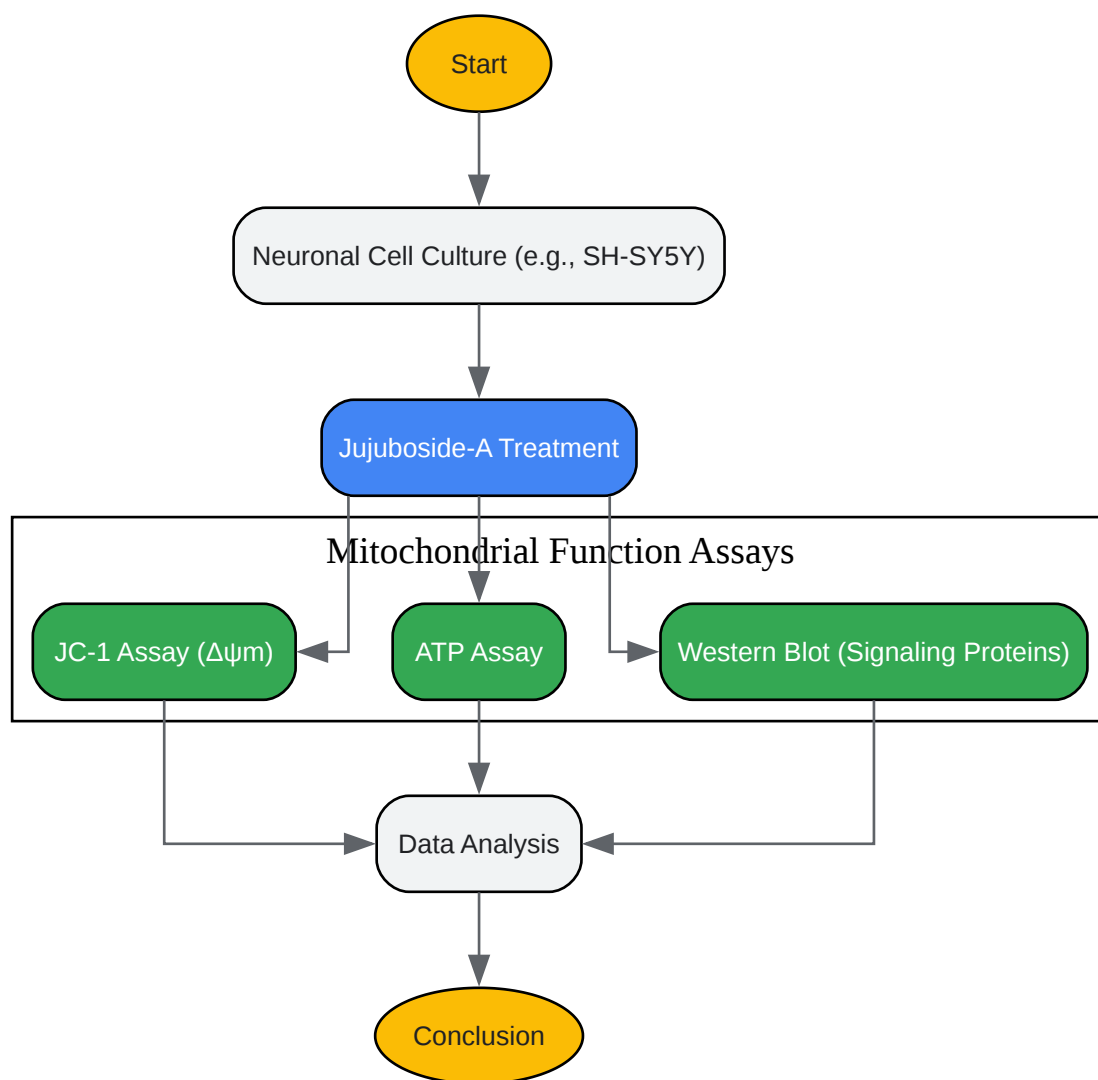 Start
Neuronal Cell Culture (e.g., SH-SY5Y)
Jujuboside-A Treatment
Mitochondrial Function Assays
JC-1 Assay (Δψm)
ATP Assay
Western Blot (Signaling Proteins)
Data Analysis
Conclusion